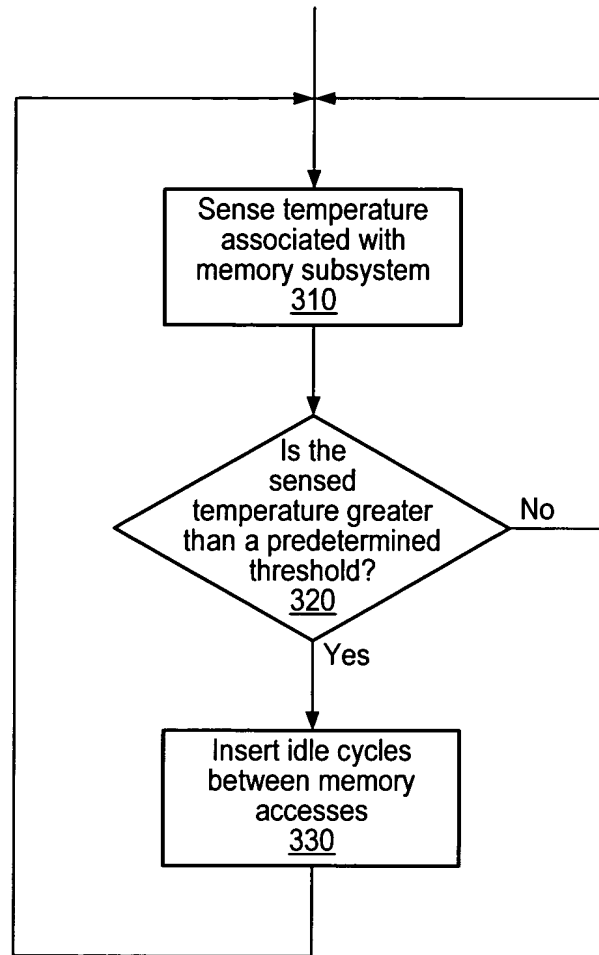 Sense temperature
associated with
memory subsystem
310
Is the
sensed
temperature greater
than a predetermined
threshold?
320
No
Yes
Insert idle cycles
between memory
accesses
330